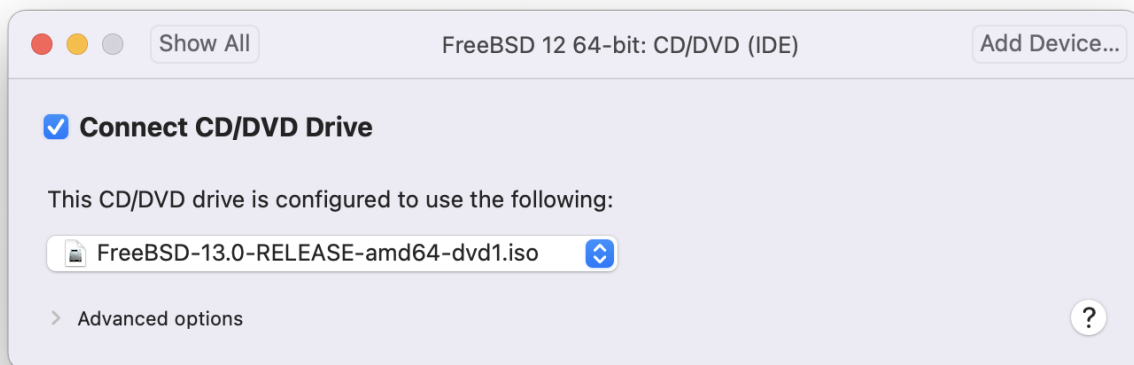 Show All
FreeBSD 12 64-bit: CD/DVD (IDE)
Add Device...
Connect CD/DVD Drive
This CD/DVD drive is configured to use the following:
FreeBSD-13.0-RELEASE-amd64-dvd1.iso
Advanced options
?